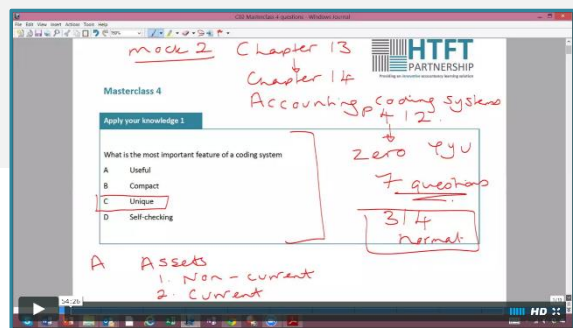 CB3 Masterclass 4 questions - Windows Journal
File Edit View Insert Actions Tools Help
mock 2 Chapter 13
HTFT
PARTNERSHIP
Providing an innovative accountancy learning solution
Chapter 14
Masterclass 4
Accounting coding systems
P412.
Apply your knowledge 1
zero
What is the most important feature of a coding system
A Useful
B Compact
C Unique
D Self-checking
7 questions
3/4
normal
A Assets
1. Non-current
2. Current
54:26
HD